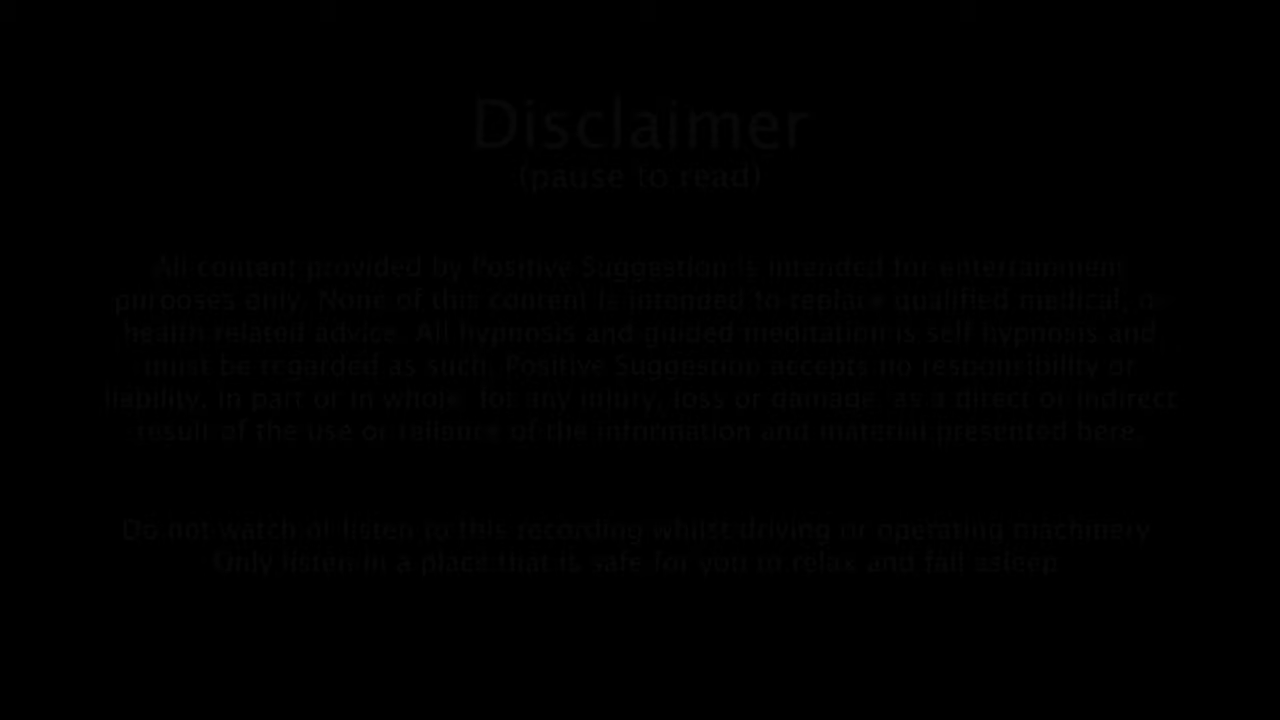 Disclaimer
(pause to read)
All content provided by Positive Suggestion is intended for entertainment
purposes only. None of this content is intended to replace qualified medical, or
health related advice. All hypnosis and guided meditation is self hypnosis and
must be regarded as such. Positive Suggestion accepts no responsibility or
liability, in part or in whole, for any injury, loss or damage, as a direct or indirect
result of the use or reliance of the information and material presented here.
Do not watch or listen to this recording whilst driving or operating machinery
Only listen in a place that is safe for you to relax and fall asleep